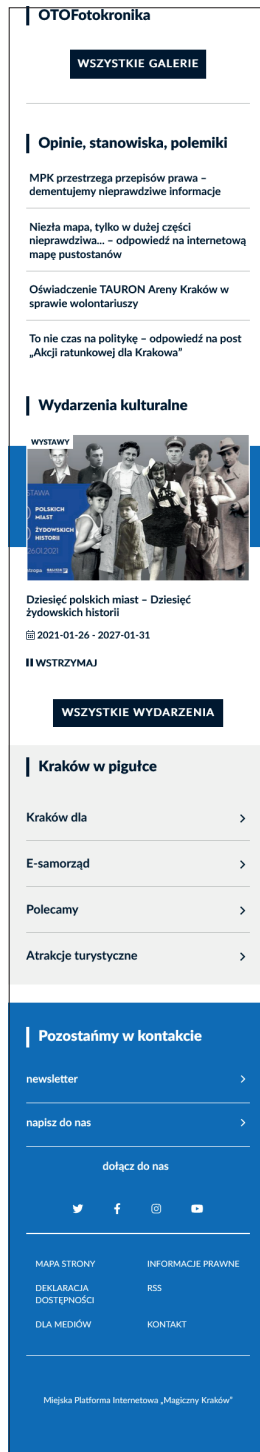 OTOFotokronika
WSZYSTKIE GALERIE
Opinie, stanowiska, polemiki
MPK przestrzega przepisów prawa –
dementujemy nieprawdziwe informacje
Niezła mapa, tylko w dużej części
nieprawdziwa... – odpowiedź na internetową
mapę pustostanów
Oświadczenie TAURON Areny Kraków w
sprawie wolontariuszy
To nie czas na politykę – odpowiedź na post
„Akcji ratunkowej dla Krakowa”
Wydarzenia kulturalne
WYSTAWY
STAWA
POLSKICH
MIAST
ŻYDOWSKICH
HISTORII
26.01.2021
Dziesięć polskich miast – Dziesięć
żydowskich historii
2021-01-26 - 2027-01-31
WSTRZYMAJ
WSZYSTKIE WYDARZENIA
Kraków w pigułce
Kraków dla
E-samorząd
Polecamy
Atrakcje turystyczne
Pozostańmy w kontakcie
newsletter
napisz do nas
dołącz do nas
MAPA STRONY INFORMACJE PRAWNE
DEKLARACJA RSS
DOSTĘPNOŚCI
DLA MEDIÓW KONTAKT
Miejska Platforma Internetowa „Magiczny Kraków”